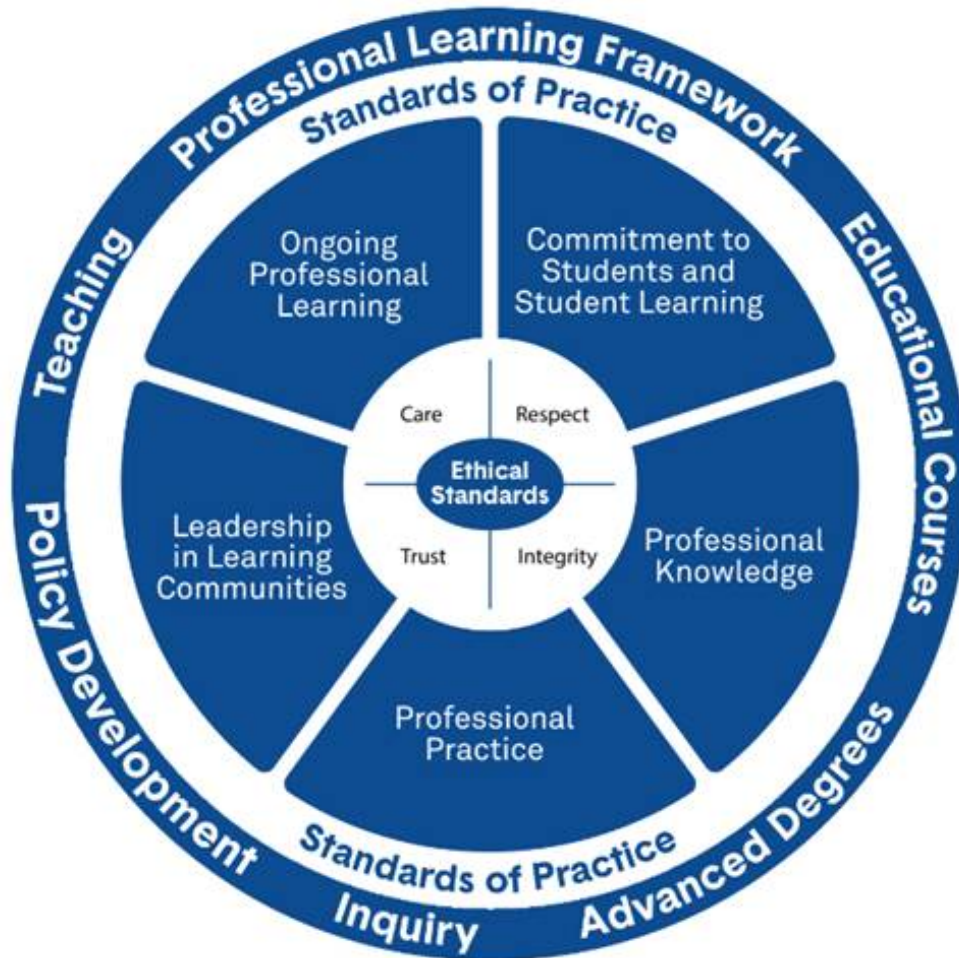 Professional Learning Framework
Educational Courses
Advanced Degrees
Inquiry
Policy Development
Teaching
Standards of Practice
Ongoing
Professional
Learning
Commitment to
Students and
Student Learning
Leadership
in Learning
Communities
Care
Respect
Ethical
Standards
Trust
Integrity
Professional
Knowledge
Professional
Practice
Standards of Practice